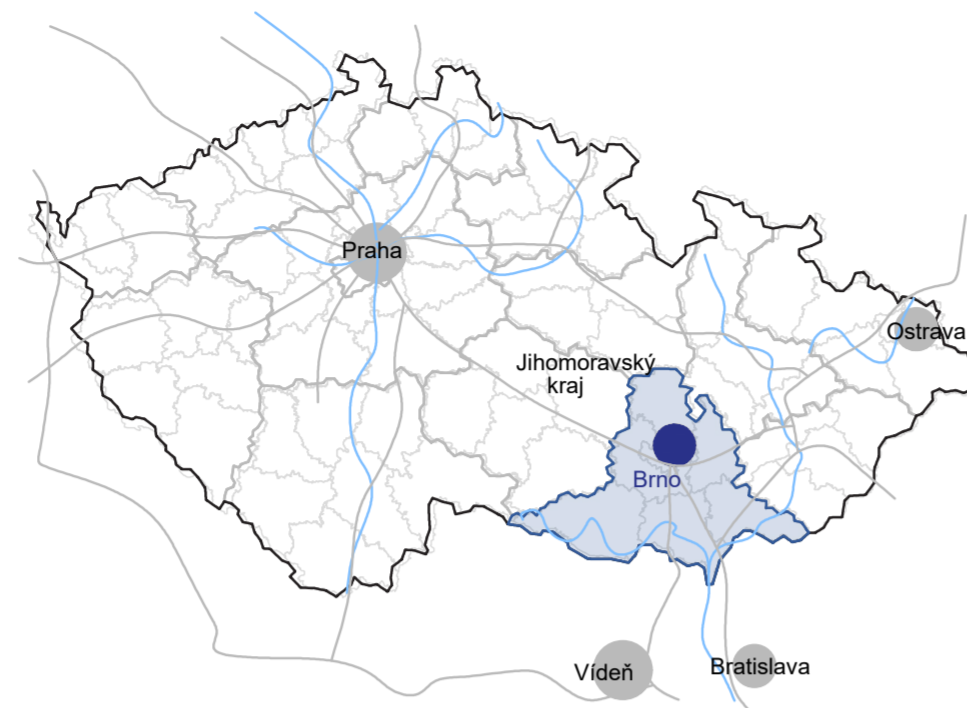 Praha
Ostrava
Jihomoravský
kraj
Brno
Vídeň
Bratislava